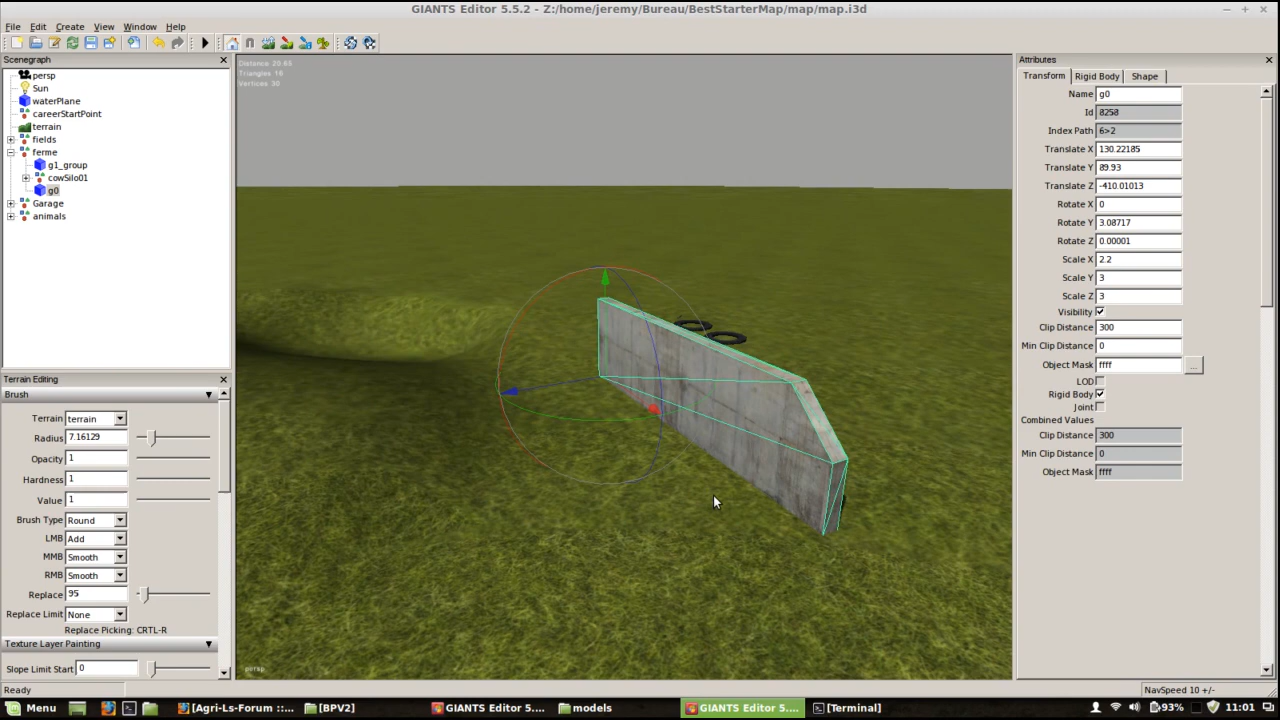 GIANTS Editor 5.5.2 - Z:/home/jeremy/Bureau/BestStarterMap/map/map.i3d
File Edit Create View Window Help
Scenegraph
persp
Sun
waterPlane
careerStartPoint
terrain
fields
ferme
g1_group
cowSilo01
g0
Garage
animals
Terrain Editing
Brush
Terrain terrain
Radius 7.16129
Opacity 1
Hardness 1
Value 1
Brush Type Round
LMB Add
MMB Smooth
RMB Smooth
Replace 95
Replace Limit None
Replace Picking: CRTL-R
Texture Layer Painting
Slope Limit Start 0
Distance 20.65
Triangles 16
Vertices 30
persp
Attributes
Transform Rigid Body Shape
Name g0
Id 8258
Index Path 6>2
Translate X 130.22185
Translate Y 89.93
Translate Z -410.01013
Rotate X 0
Rotate Y 3.08717
Rotate Z 0.00001
Scale X 2.2
Scale Y 3
Scale Z 3
Visibility
Clip Distance 300
Min Clip Distance 0
Object Mask ffff ...
LOD
Rigid Body
Joint
Combined Values
Clip Distance 300
Min Clip Distance 0
Object Mask ffff
Ready
NavSpeed 10 +/-
Menu [Agri-Ls-Forum ::... [BPV2] GIANTS Editor 5.... models GIANTS Editor 5.... [Terminal] 93% 11:01